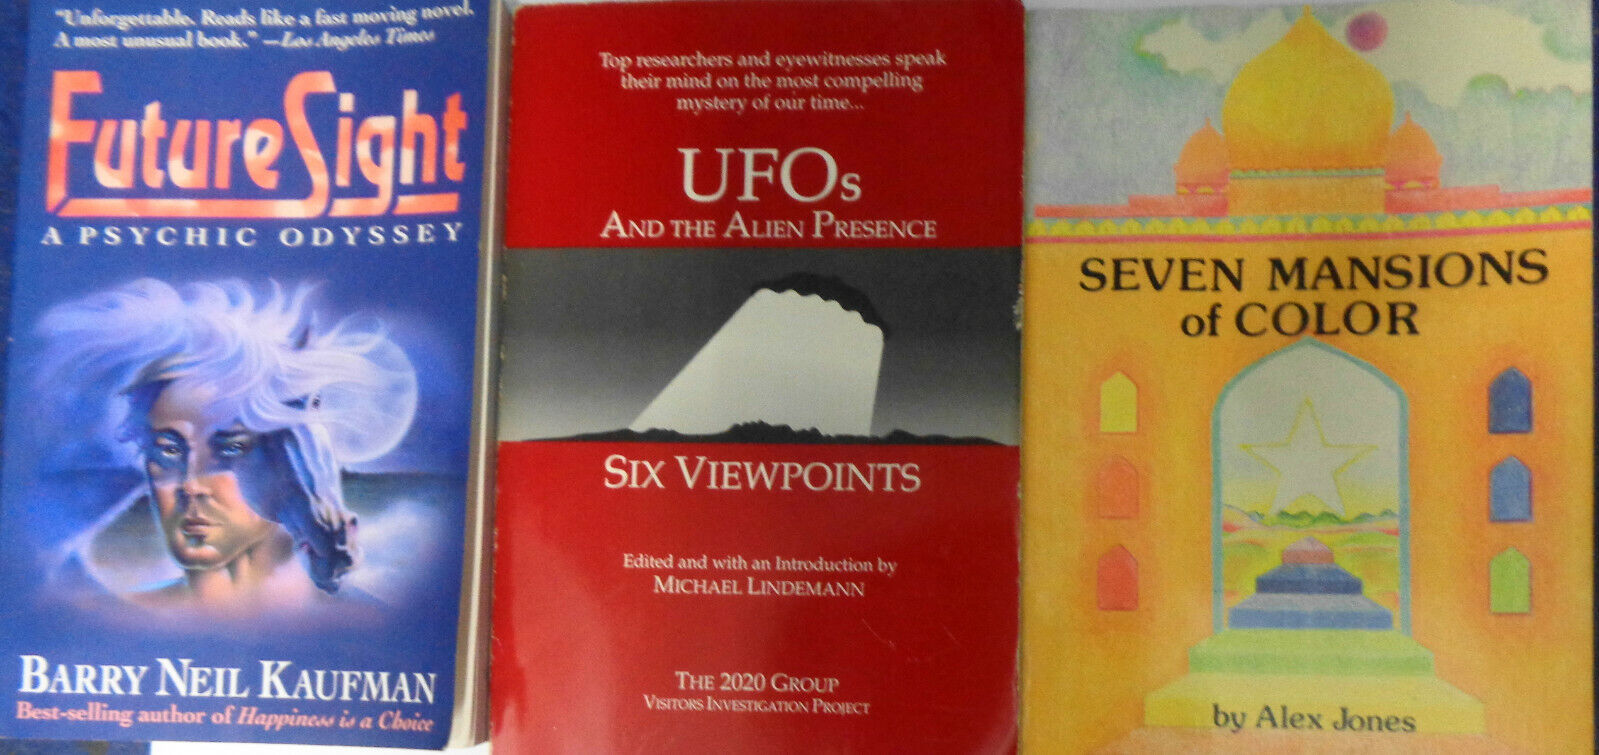 "Unforgettable. Reads like a fast moving novel.
A most unusual book." —Los Angeles Times
FutureSight
A PSYCHIC ODYSSEY
BARRY NEIL KAUFMAN
Best-selling author of Happiness is a Choice
Top researchers and eyewitnesses speak
their mind on the most compelling
mystery of our time...
UFOs
AND THE ALIEN PRESENCE
SIX VIEWPOINTS
Edited and with an Introduction by
MICHAEL LINDEMANN
THE 2020 GROUP
VISITORS INVESTIGATION PROJECT
SEVEN MANSIONS
of COLOR
by Alex Jones